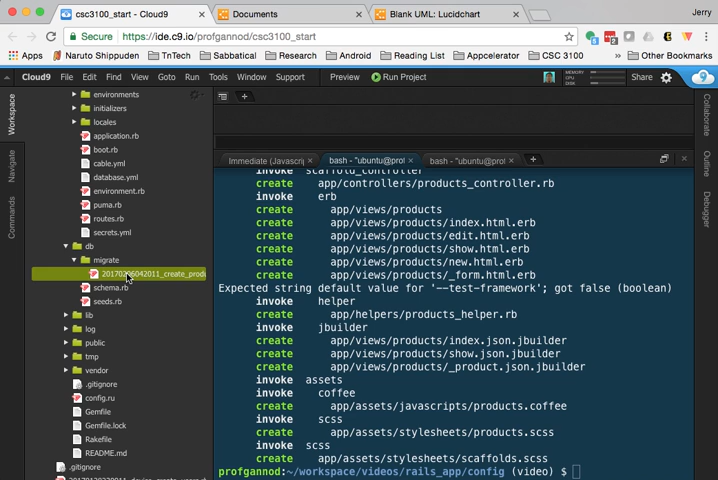 csc3100_start - Cloud9 ×
Documents ×
Blank UML: Lucidchart ×
Jerry
Secure https://ide.c9.io/profgannod/csc3100_start
Apps Naruto Shippuden TnTech Sabbatical Research Android Reading List Appcelerator CSC 3100 » Other Bookmarks
Cloud9 File Edit Find View Goto Run Tools Window Support Preview Run Project MEMORY CPU DISK Share
Workspace
Navigate
Commands
environments
initializers
locales
application.rb
boot.rb
cable.yml
database.yml
environment.rb
puma.rb
routes.rb
secrets.yml
db
migrate
20170206042011_create_produ
schema.rb
seeds.rb
lib
log
public
tmp
vendor
.gitignore
config.ru
Gemfile
Gemfile.lock
Rakefile
README.md
.gitignore
Immediate (Javascri × bash - "ubuntu@prof × bash - "ubuntu@prof ×
invoke scaffold_controller
create app/controllers/products_controller.rb
invoke erb
create app/views/products
create app/views/products/index.html.erb
create app/views/products/edit.html.erb
create app/views/products/show.html.erb
create app/views/products/new.html.erb
create app/views/products/_form.html.erb
Expected string default value for '--test-framework'; got false (boolean)
invoke helper
create app/helpers/products_helper.rb
invoke jbuilder
create app/views/products/index.json.jbuilder
create app/views/products/show.json.jbuilder
create app/views/products/_product.json.jbuilder
invoke assets
invoke coffee
create app/assets/javascripts/products.coffee
invoke scss
create app/assets/stylesheets/products.scss
invoke scss
create app/assets/stylesheets/scaffolds.scss
profgannod:~/workspace/videos/rails_app/config (video) $
Collaborate
Outline
Debugger